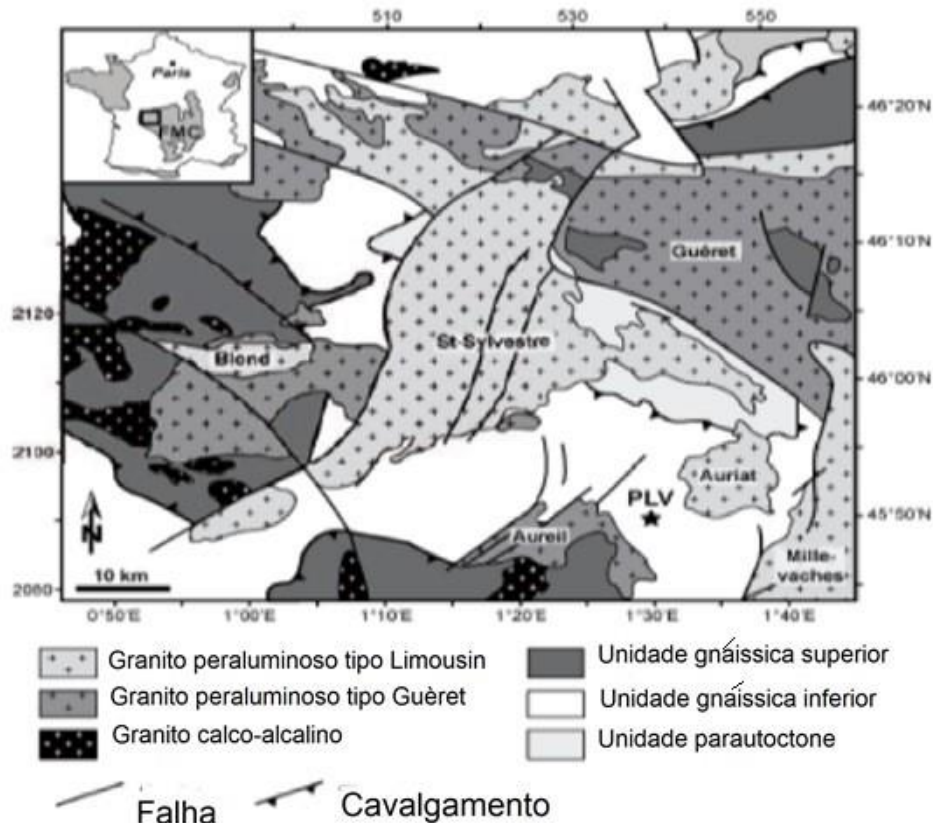 510 530 550
Paris
FMC
46°20'N
Guéret
46°10'N
2120
St-Sylvestre
Blond
46°00'N
2100
Auriat
PLV
45°50'N
Aureil
N
Mille-
vaches
10 km
2080
0°50'E 1°00'E 1°10'E 1°20'E 1°30'E 1°40'E
Granito peraluminoso tipo Limousin
Unidade gnáissica superior
Granito peraluminoso tipo Guèret
Unidade gnáissica inferior
Granito calco-alcalino
Unidade parautoctone
Falha
Cavalgamento